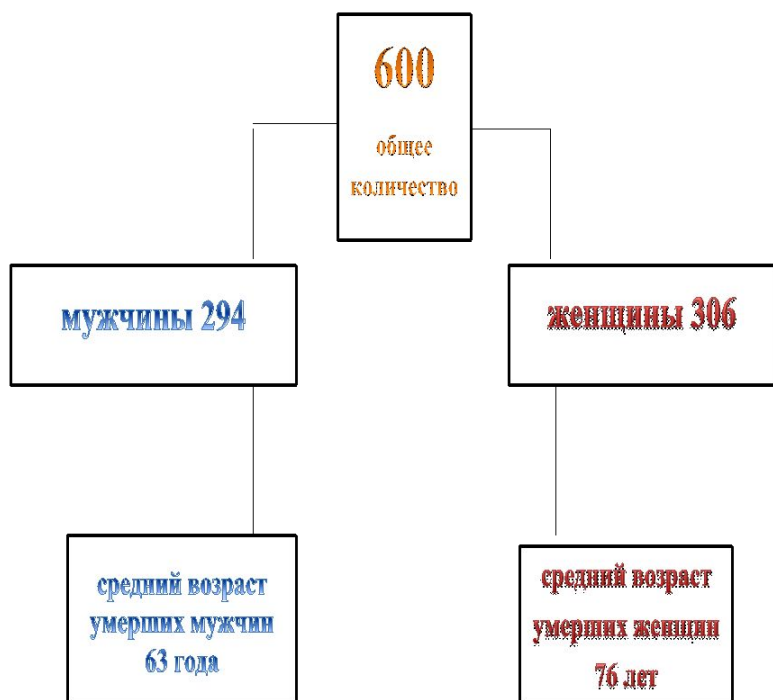 600
общее
количество
мужчины 294
женщины 306
средний возраст
умерших мужчин
63 года
средний возраст
умерших женщин
76 лет